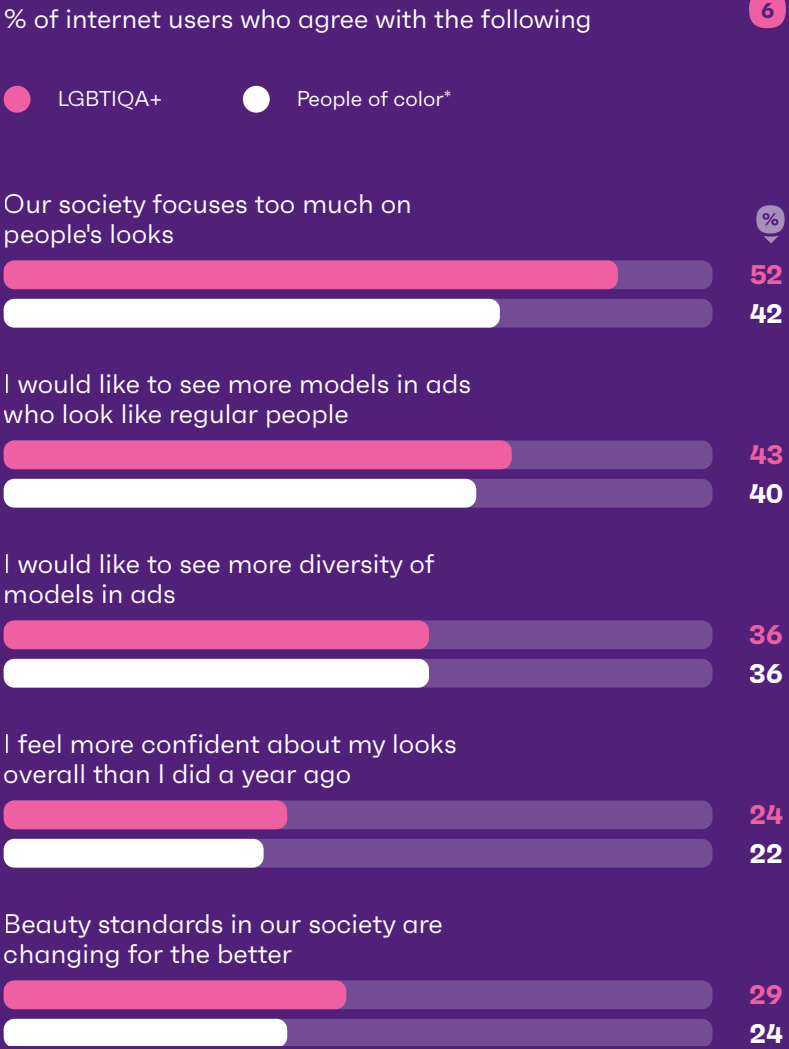 % of internet users who agree with the following
6
LGBTIQA+
People of color*
Our society focuses too much on
people's looks
%
52
42
I would like to see more models in ads
who look like regular people
43
40
I would like to see more diversity of
models in ads
36
36
I feel more confident about my looks
overall than I did a year ago
24
22
Beauty standards in our society are
changing for the better
29
24